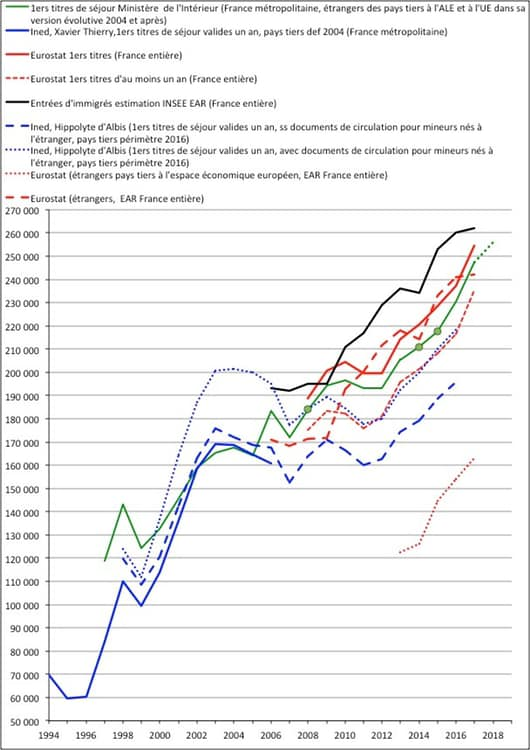 1ers titres de séjour Ministère de l'Intérieur (France métropolitaine, étrangers des pays tiers à l'ALE et à l'UE dans sa
version évolutive 2004 et après)
Ined, Xavier Thierry,1ers titres de séjour valides un an, pays tiers def 2004 (France métropolitaine)
Eurostat 1ers titres (France entière)
Eurostat 1ers titres d'au moins un an (France entière)
Entrées d'immigrés estimation INSEE EAR (France entière)
Ined, Hippolyte d'Albis (1ers titres de séjour valides un an, ss documents de circulation pour mineurs nés à
l'étranger, pays tiers périmètre 2016)
Ined, Hippolyte d'Albis (1ers titres de séjour valides un an, avec documents de circulation pour mineurs nés à
l'étranger, pays tiers périmètre 2016)
Eurostat (étrangers pays tiers à l'espace économique européen, EAR France entière)
Eurostat (étrangers, EAR France entière)
270 000
260 000
250 000
240 000
230 000
220 000
210 000
200 000
190 000
180 000
170 000
160 000
150 000
140 000
130 000
120 000
110 000
100 000
90 000
80 000
70 000
60 000
50 000
1994 1996 1998 2000 2002 2004 2006 2008 2010 2012 2014 2016 2018